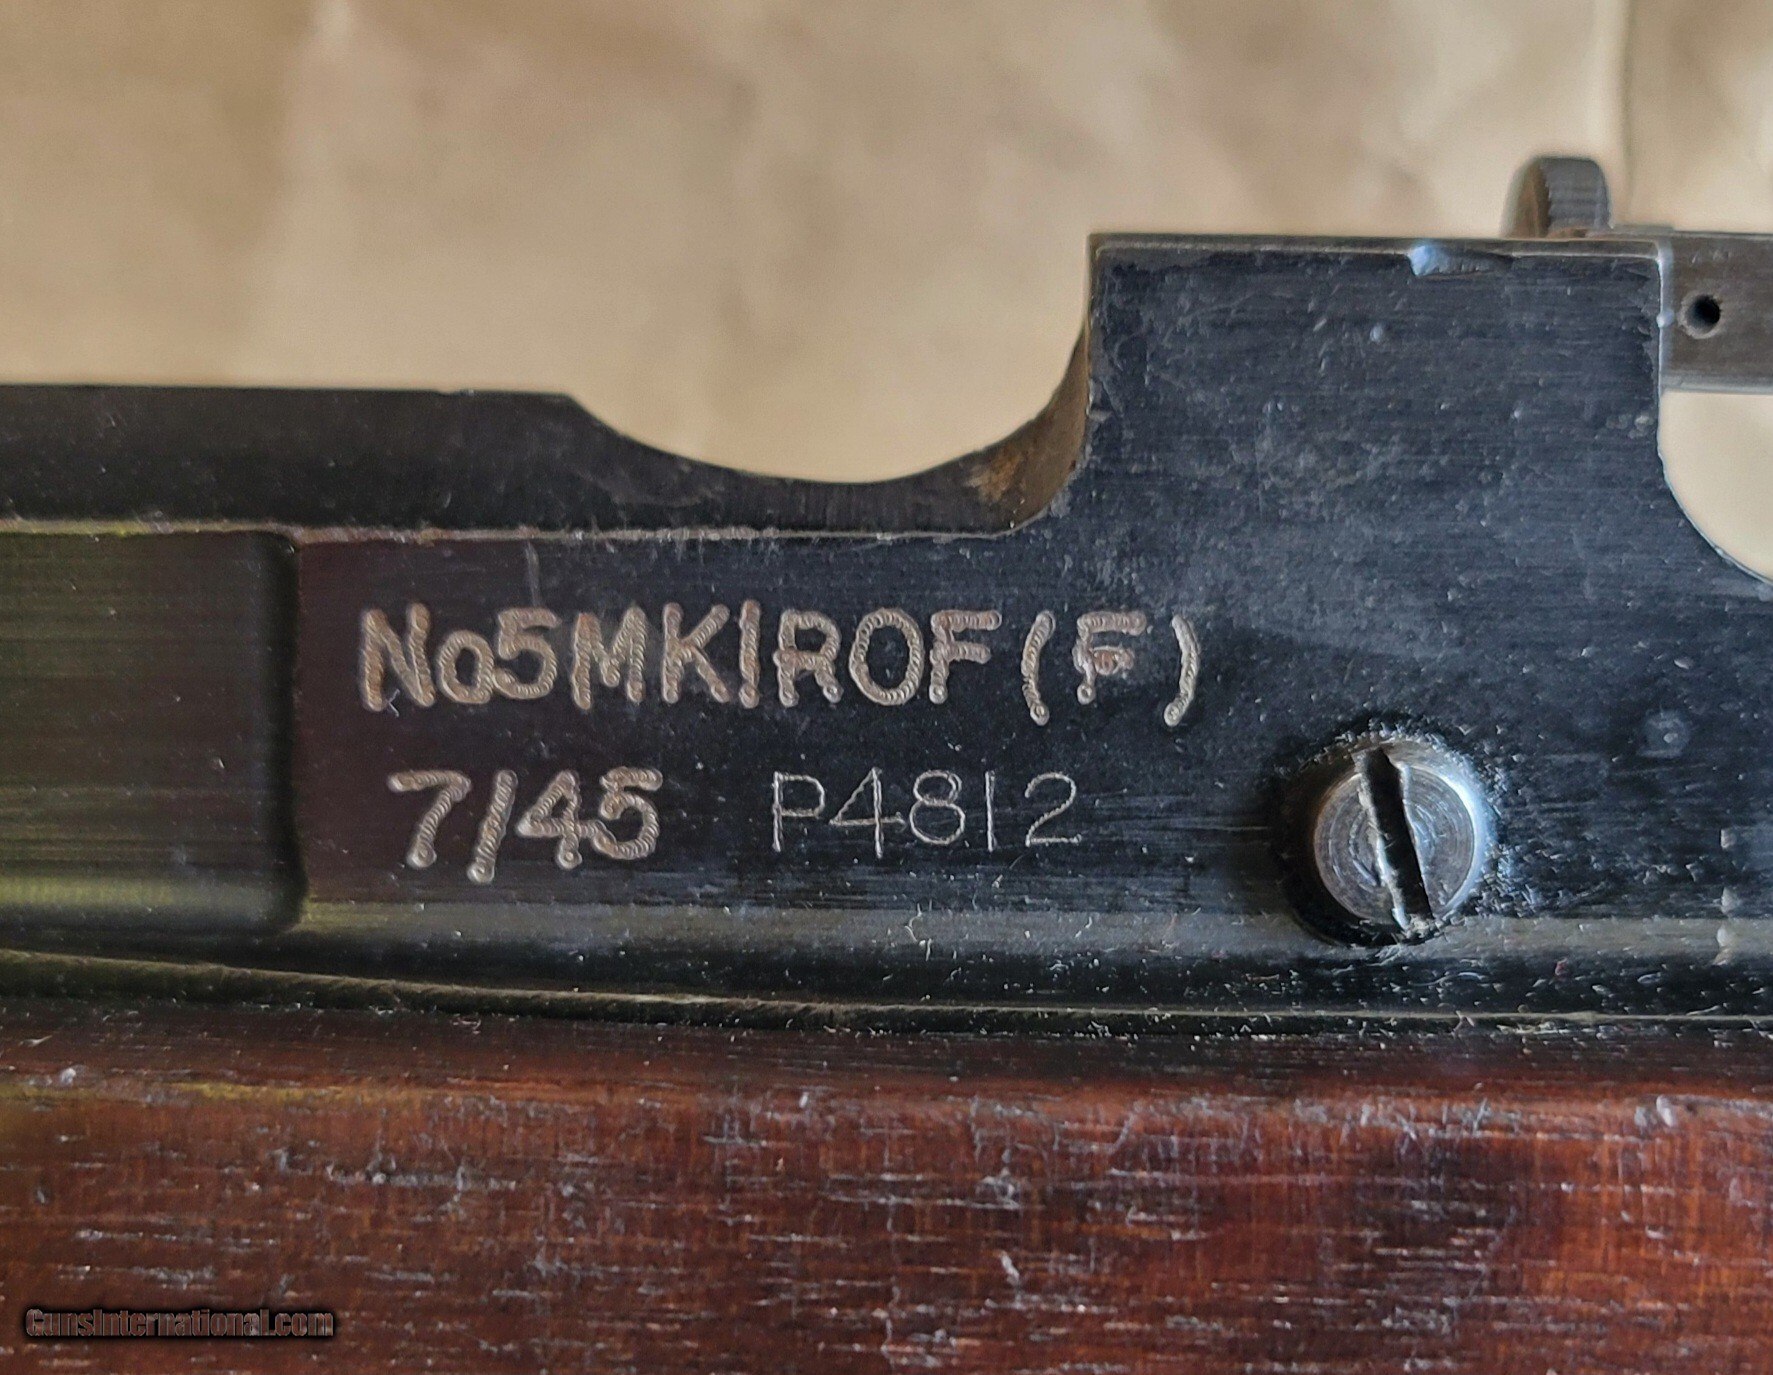 No5MKIROF(F)
7/45 P4812
GunsInternational.com